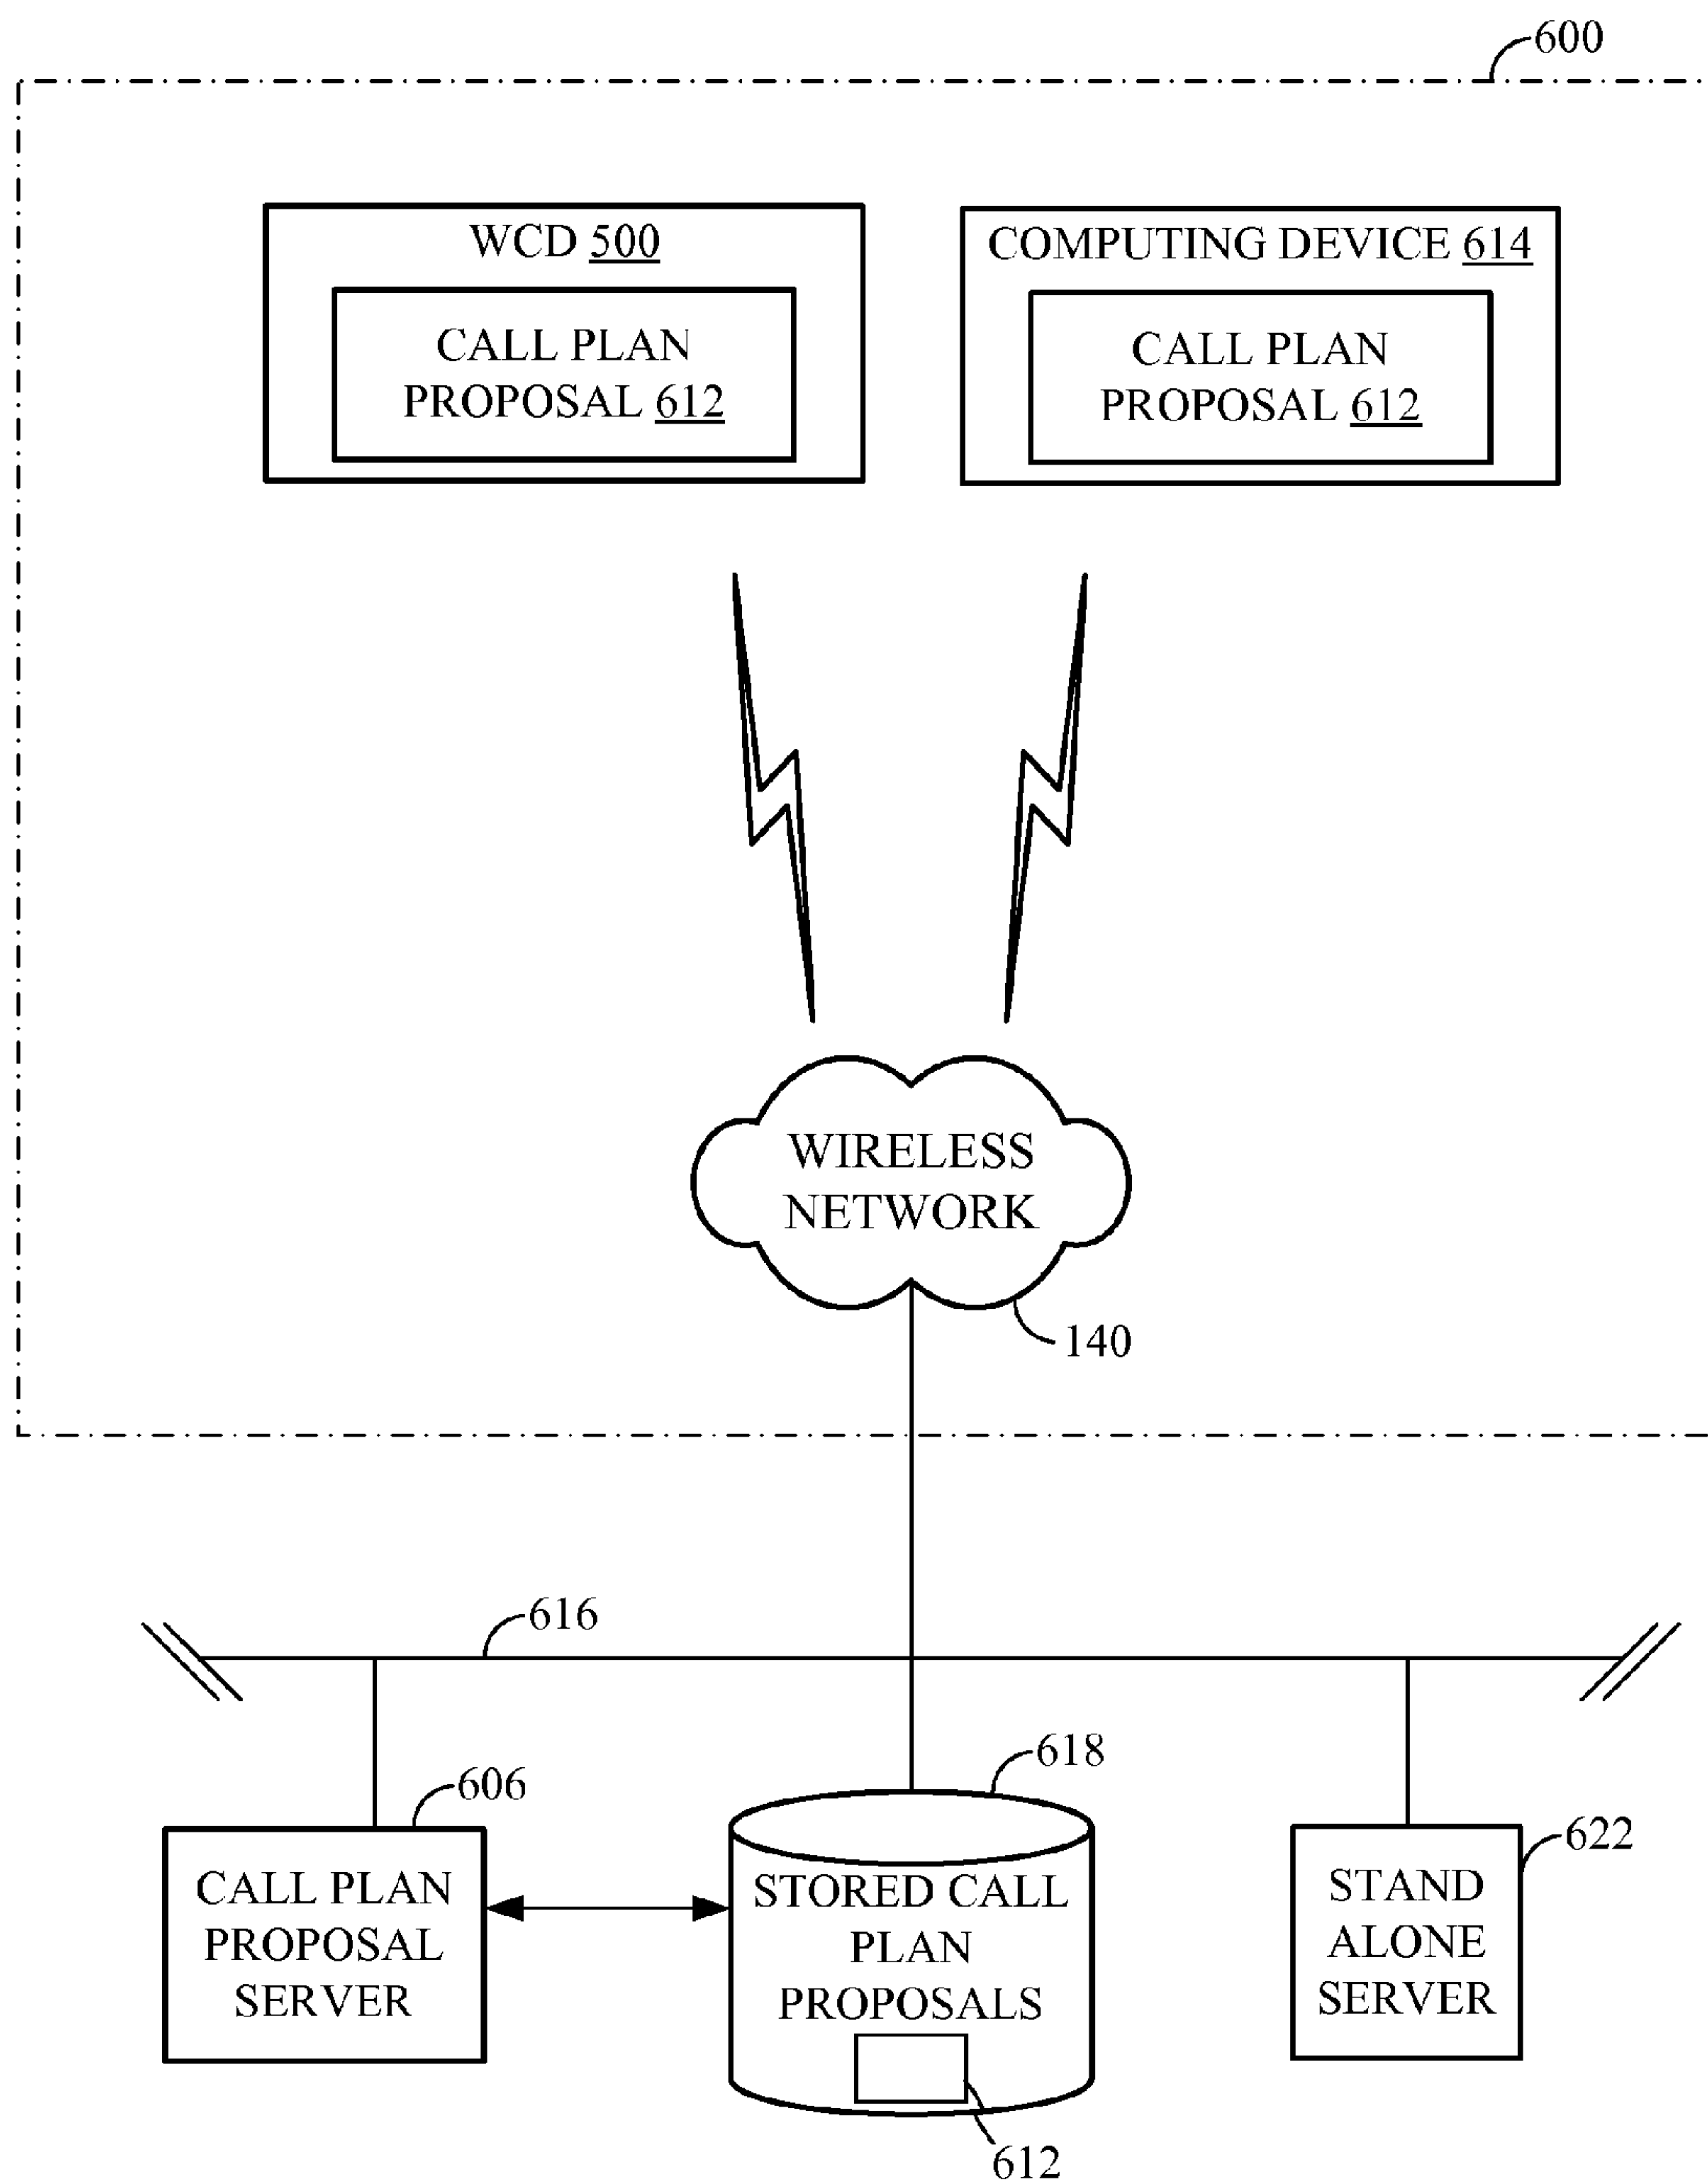 600
WCD 500
CALL PLAN
PROPOSAL 612
COMPUTING DEVICE 614
CALL PLAN
PROPOSAL 612
WIRELESS
NETWORK
140
616
618
606
622
CALL PLAN
PROPOSAL
SERVER
STORED CALL
PLAN
PROPOSALS
STAND
ALONE
SERVER
612